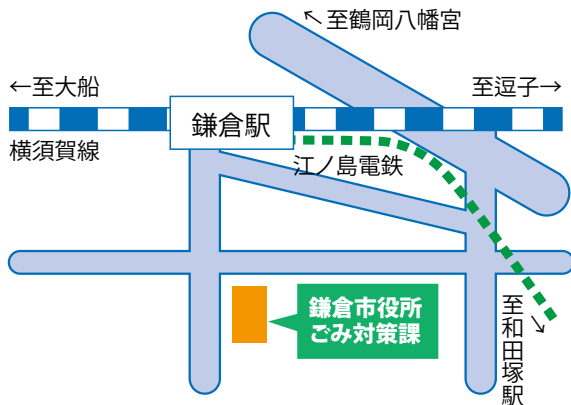 ↖至鶴岡八幡宮
←至大船
至逗子→
鎌倉駅
横須賀線
江ノ島電鉄
鎌倉市役所
ごみ対策課
至和田塚駅↘